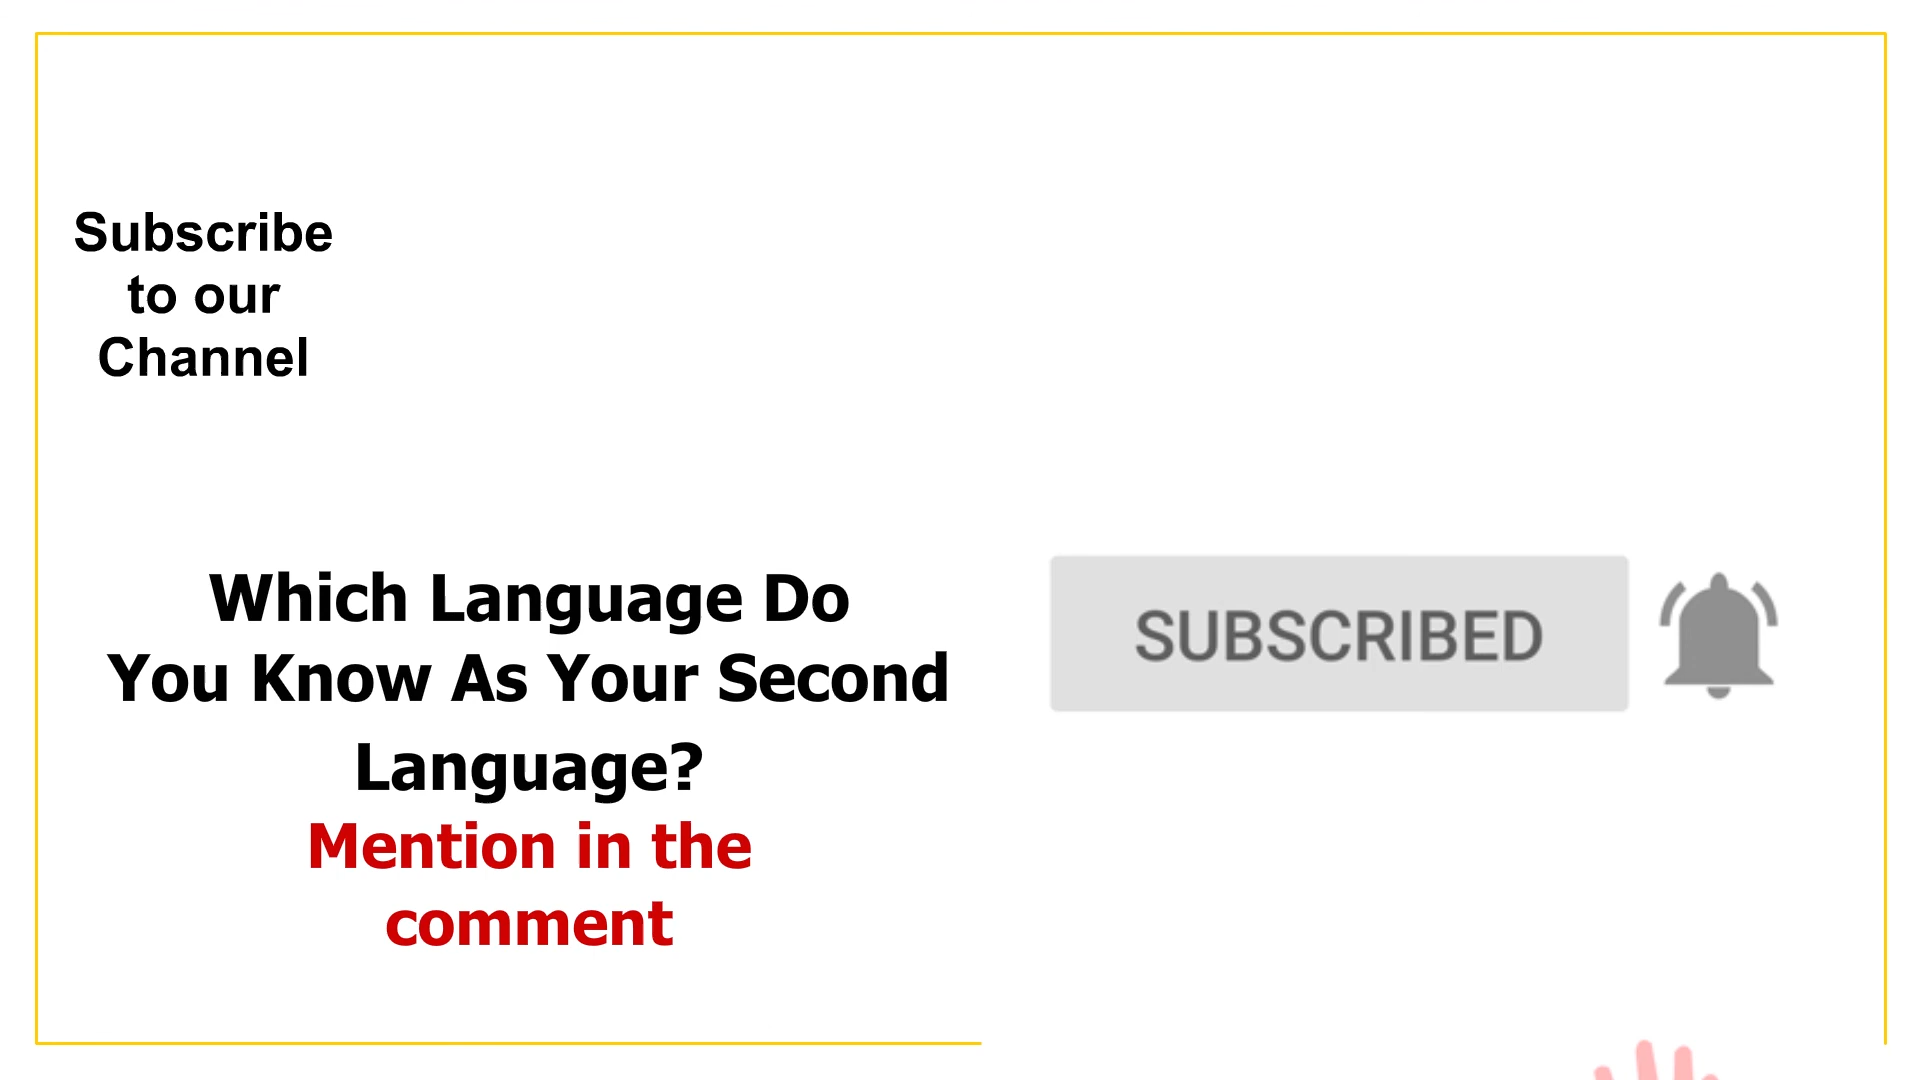 Subscribe
to our
Channel
Which Language Do
You Know As Your Second
Language?
Mention in the
comment
SUBSCRIBED